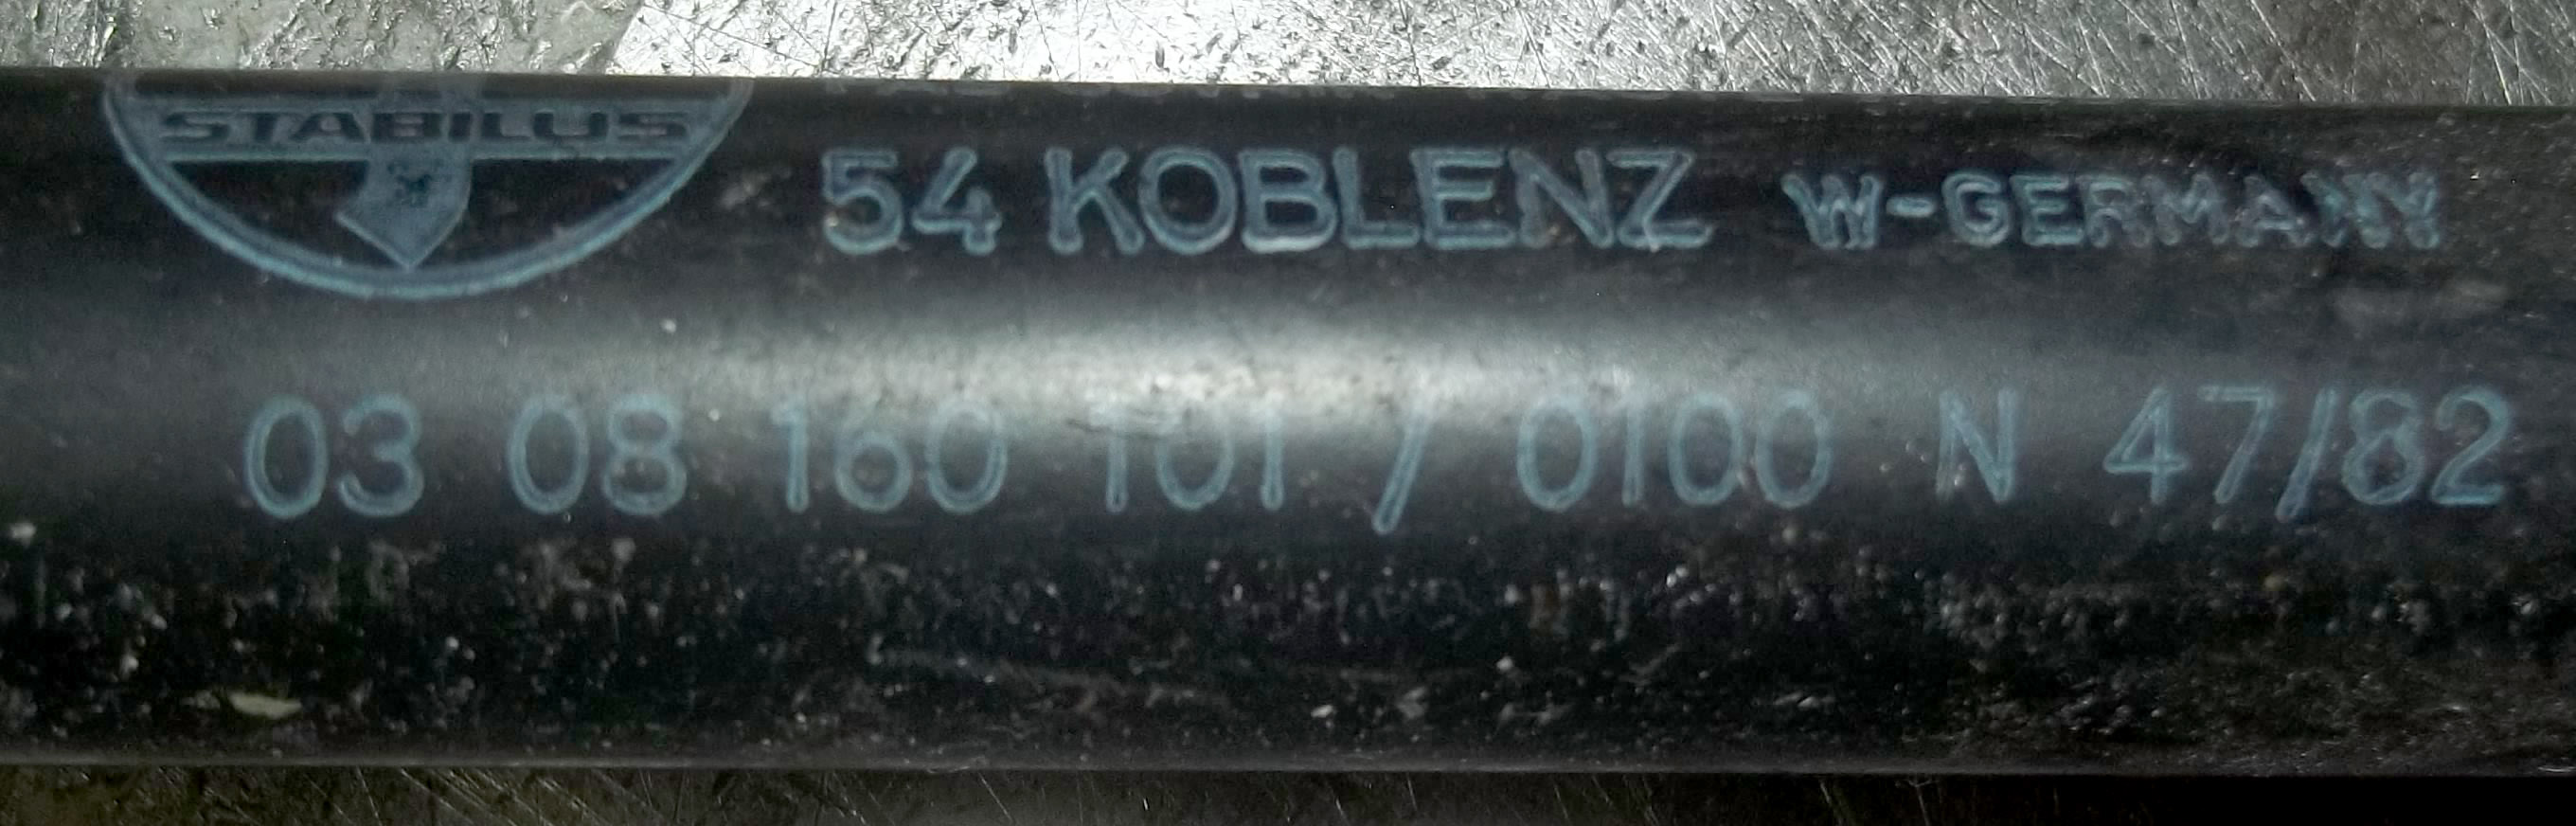 STABILUS
54 KOBLENZ W-GERMANY
03 08 160 101 / 0100 N 47/82